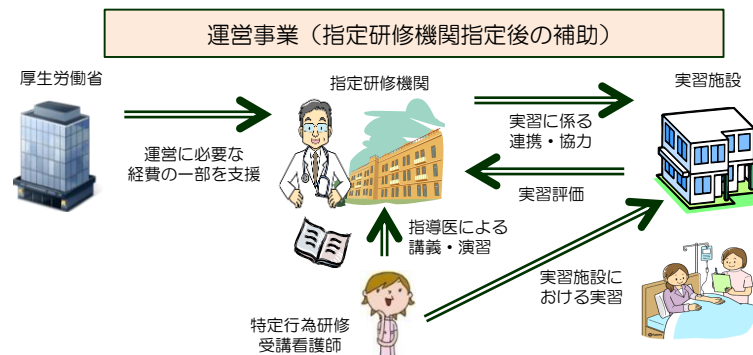 運営事業（指定研修機関指定後の補助）
厚生労働省
指定研修機関
実習施設
運営に必要な
経費の一部を支援
実習に係る
連携・協力
実習評価
指導医による
講義・演習
実習施設に
おける実習
特定行為研修
受講看護師